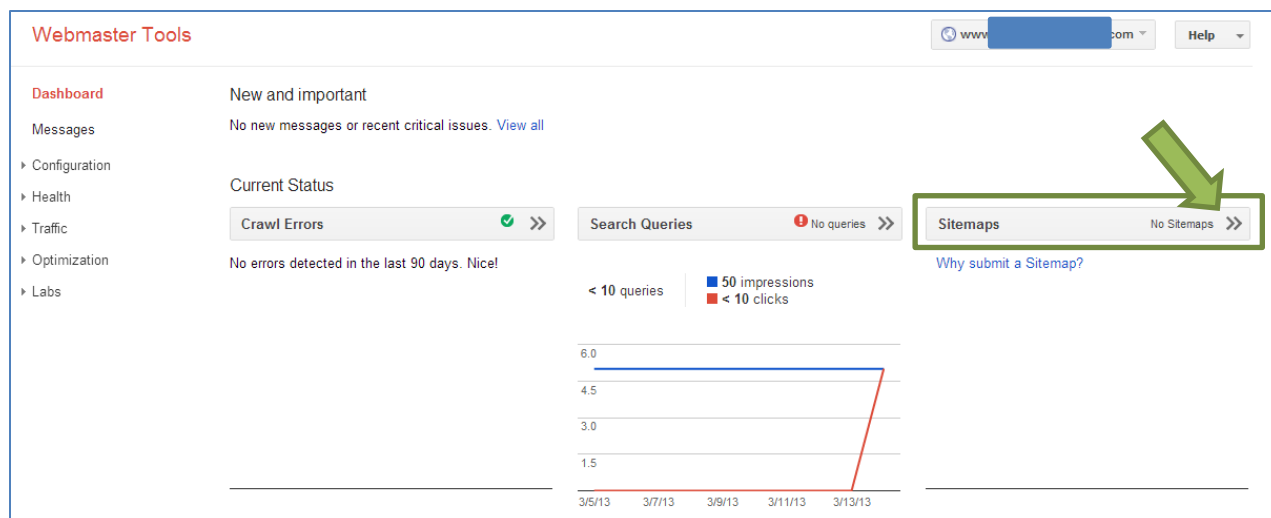 Webmaster Tools
www com
Help
Dashboard
Messages
Configuration
Health
Traffic
Optimization
Labs
New and important
No new messages or recent critical issues. View all
Current Status
Crawl Errors
No errors detected in the last 90 days. Nice!
Search Queries No queries
< 10 queries
50 impressions
< 10 clicks
6.0
4.5
3.0
1.5
3/5/13 3/7/13 3/9/13 3/11/13 3/13/13
Sitemaps No Sitemaps
Why submit a Sitemap?